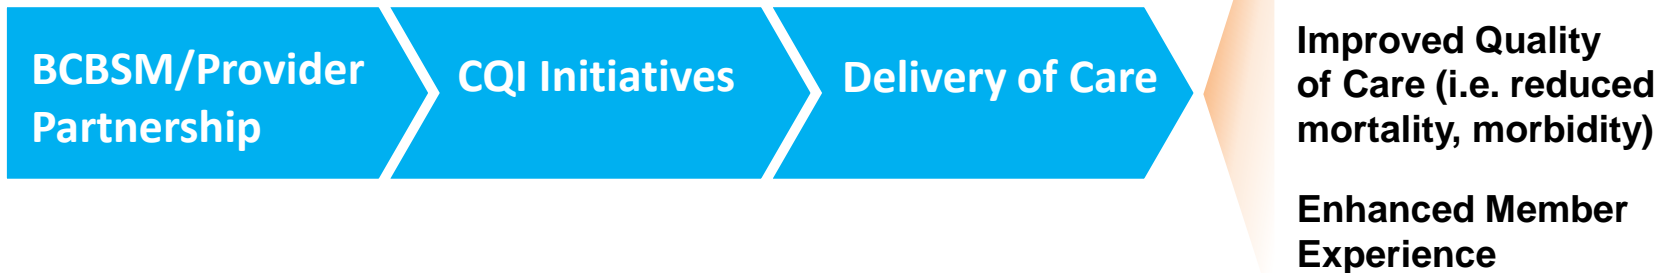 BCBSM/Provider
Partnership
CQI Initiatives
Delivery of Care
Improved Quality
of Care (i.e. reduced
mortality, morbidity)
Enhanced Member
Experience